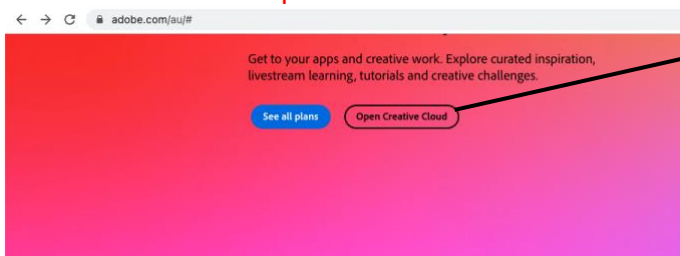 adobe.com/au/#
Get to your apps and creative work. Explore curated inspiration,
livestream learning, tutorials and creative challenges.
See all plans
Open Creative Cloud